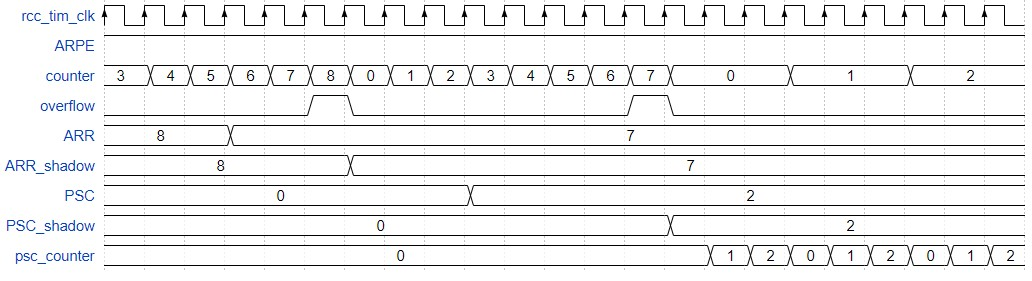 rcc_tim_clk
ARPE
counter 3 4 5 6 7 8 0 1 2 3 4 5 6 7 0 1 2
overflow
ARR 8 7
ARR_shadow 8 7
PSC 0 2
PSC_shadow 0 2
psc_counter 0 1 2 0 1 2 0 1 2